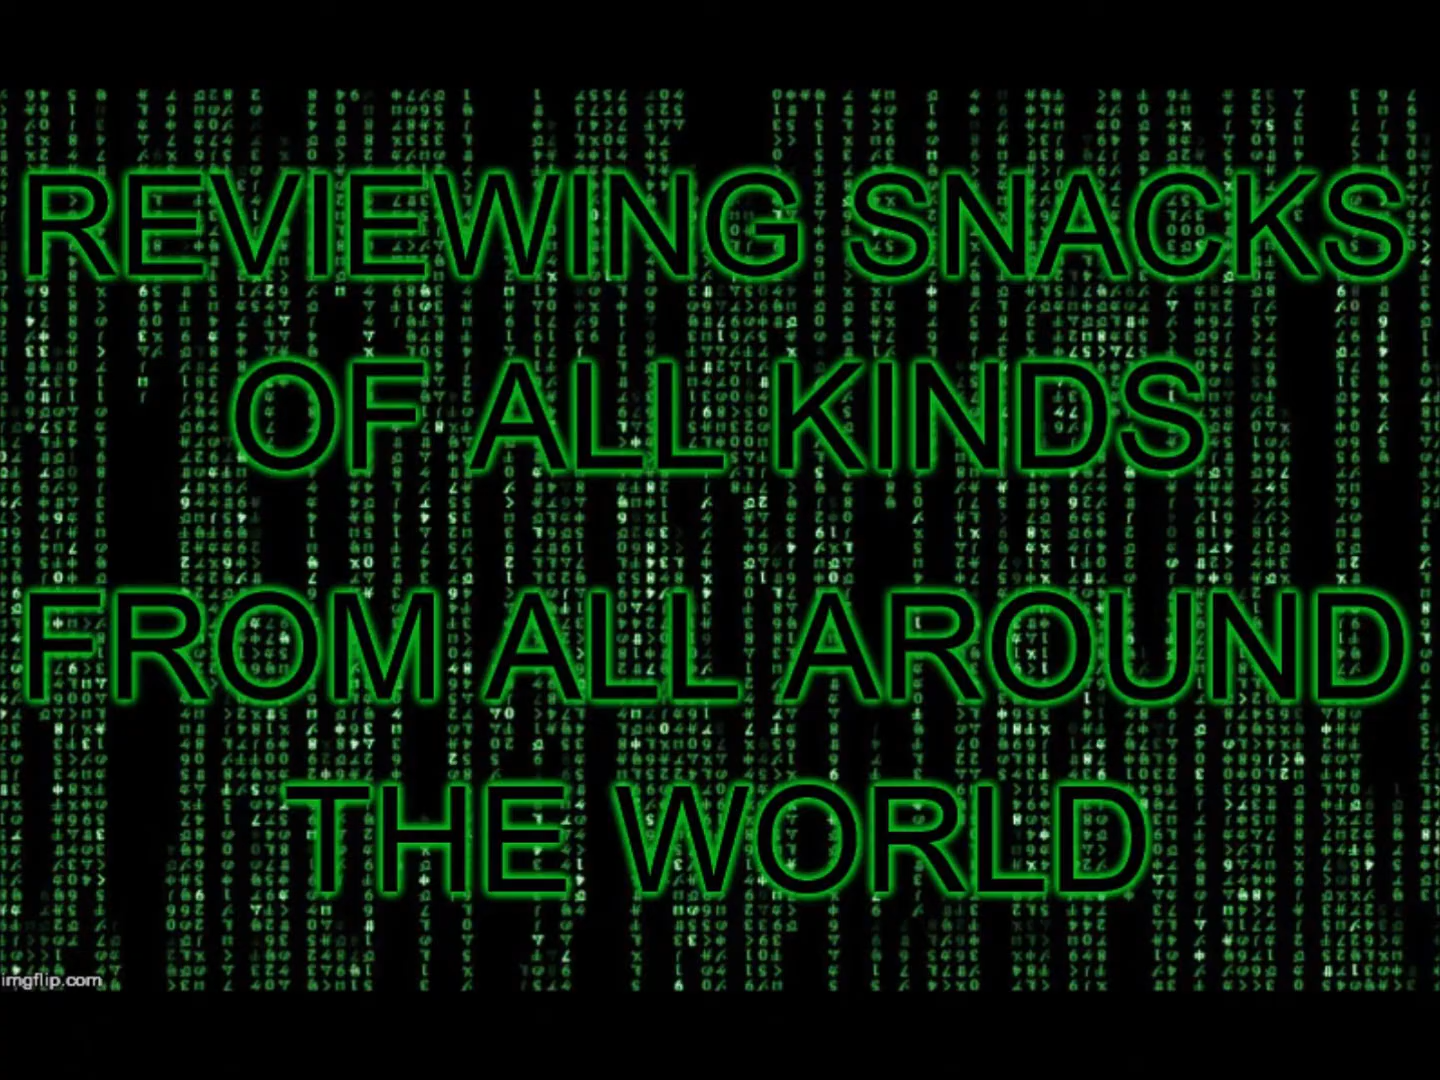 REVIEWING SNACKS
OF ALL KINDS
FROM ALL AROUND
THE WORLD
imgflip.com